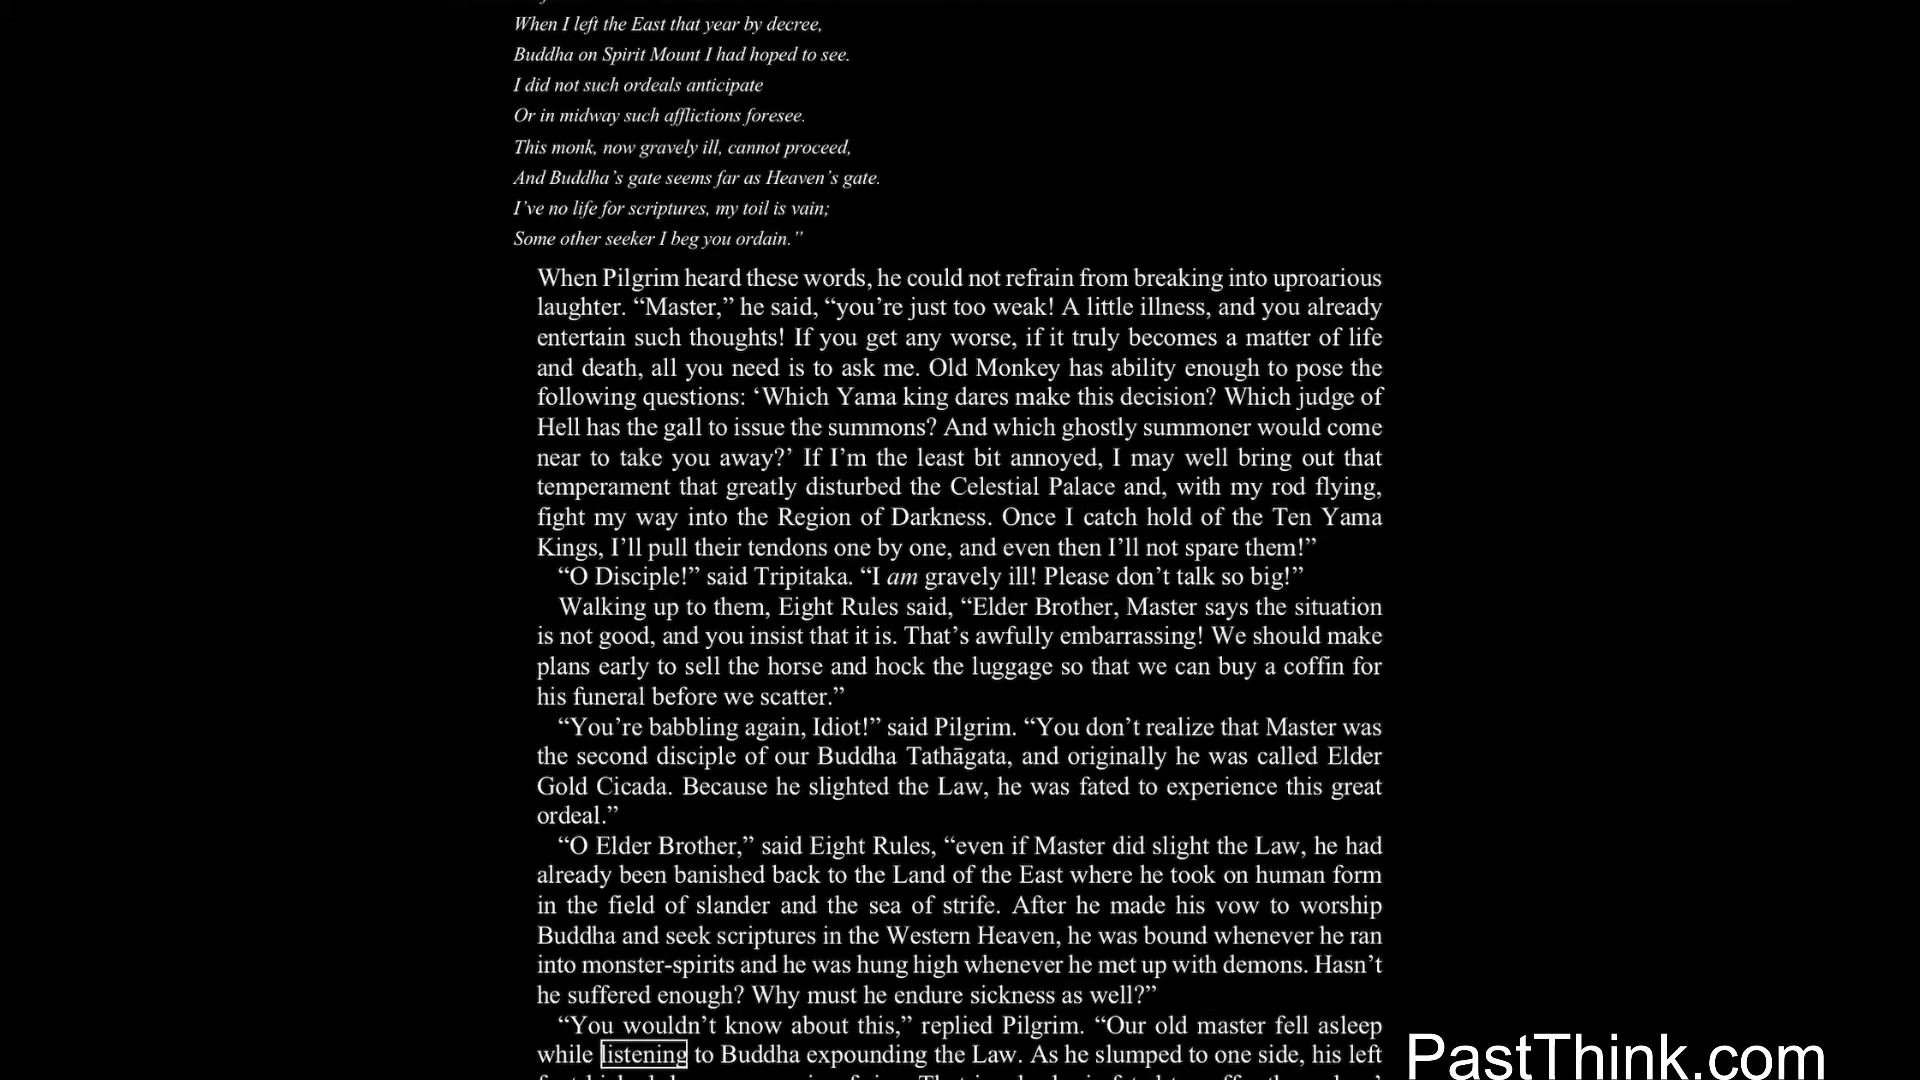 When I left the East that year by decree,
Buddha on Spirit Mount I had hoped to see.
I did not such ordeals anticipate
Or in midway such afflictions foresee.
This monk, now gravely ill, cannot proceed,
And Buddha’s gate seems far as Heaven’s gate.
I’ve no life for scriptures, my toil is vain;
Some other seeker I beg you ordain.”
When Pilgrim heard these words, he could not refrain from breaking into uproarious
laughter. “Master,” he said, “you’re just too weak! A little illness, and you already
entertain such thoughts! If you get any worse, if it truly becomes a matter of life
and death, all you need is to ask me. Old Monkey has ability enough to pose the
following questions: ‘Which Yama king dares make this decision? Which judge of
Hell has the gall to issue the summons? And which ghostly summoner would come
near to take you away?’ If I’m the least bit annoyed, I may well bring out that
temperament that greatly disturbed the Celestial Palace and, with my rod flying,
fight my way into the Region of Darkness. Once I catch hold of the Ten Yama
Kings, I’ll pull their tendons one by one, and even then I’ll not spare them!”
“O Disciple!” said Tripitaka. “I am gravely ill! Please don’t talk so big!”
Walking up to them, Eight Rules said, “Elder Brother, Master says the situation
is not good, and you insist that it is. That’s awfully embarrassing! We should make
plans early to sell the horse and hock the luggage so that we can buy a coffin for
his funeral before we scatter.”
“You’re babbling again, Idiot!” said Pilgrim. “You don’t realize that Master was
the second disciple of our Buddha Tathāgata, and originally he was called Elder
Gold Cicada. Because he slighted the Law, he was fated to experience this great
ordeal.”
“O Elder Brother,” said Eight Rules, “even if Master did slight the Law, he had
already been banished back to the Land of the East where he took on human form
in the field of slander and the sea of strife. After he made his vow to worship
Buddha and seek scriptures in the Western Heaven, he was bound whenever he ran
into monster-spirits and he was hung high whenever he met up with demons. Hasn’t
he suffered enough? Why must he endure sickness as well?”
“You wouldn’t know about this,” replied Pilgrim. “Our old master fell asleep
while listening to Buddha expounding the Law. As he slumped to one side, his left
PastThink.com